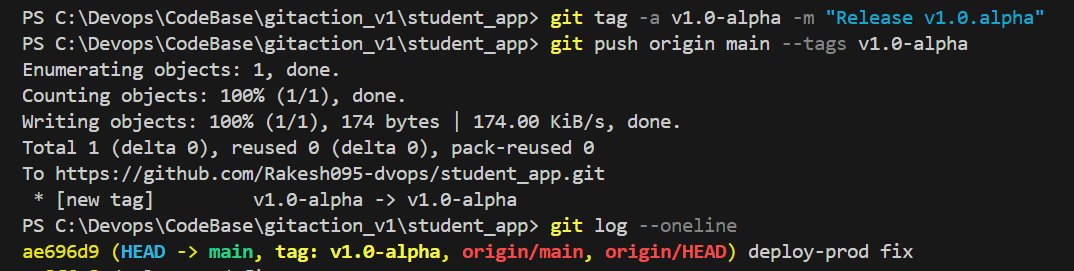 PS C:\Devops\CodeBase\gitaction_v1\student_app> git tag -a v1.0-alpha -m "Release v1.0.alpha"
PS C:\Devops\CodeBase\gitaction_v1\student_app> git push origin main --tags v1.0-alpha
Enumerating objects: 1, done.
Counting objects: 100% (1/1), done.
Writing objects: 100% (1/1), 174 bytes | 174.00 KiB/s, done.
Total 1 (delta 0), reused 0 (delta 0), pack-reused 0
To https://github.com/Rakesh095-dvops/student_app.git
 * [new tag]         v1.0-alpha -> v1.0-alpha
PS C:\Devops\CodeBase\gitaction_v1\student_app> git log --oneline
ae696d9 (HEAD -> main, tag: v1.0-alpha, origin/main, origin/HEAD) deploy-prod fix